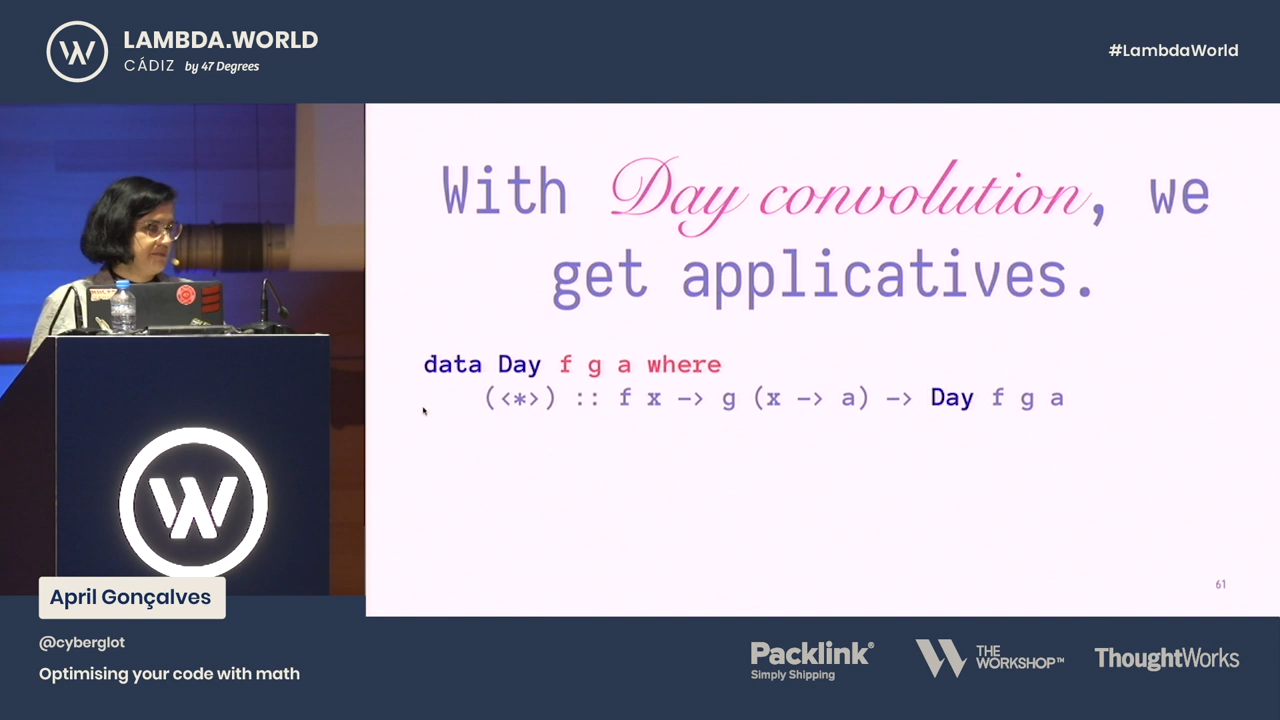 LAMBDA.WORLD
CÁDIZ by 47 Degrees
#LambdaWorld
With Day convolution, we
get applicatives.
data Day f g a where
(<*>) :: f x -> g (x -> a) -> Day f g a
61
W
April Gonçalves
@cyberglot
Optimising your code with math
Packlink®
Simply Shipping
THE
WORKSHOP™
ThoughtWorks